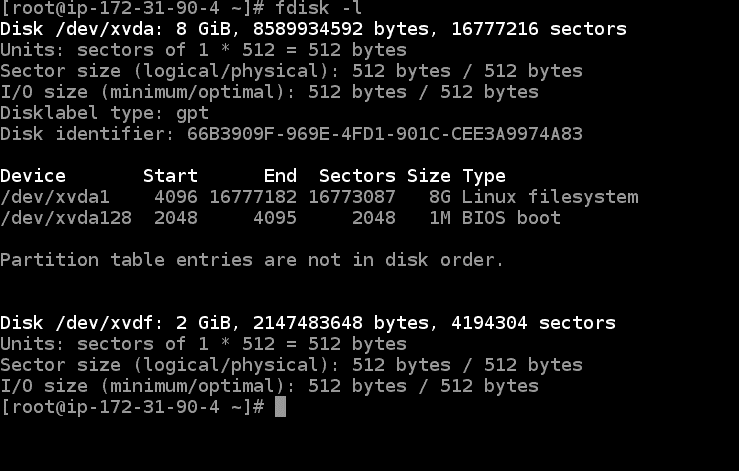 [root@ip-172-31-90-4 ~]# fdisk -l
Disk /dev/xvda: 8 GiB, 8589934592 bytes, 16777216 sectors
Units: sectors of 1 * 512 = 512 bytes
Sector size (logical/physical): 512 bytes / 512 bytes
I/O size (minimum/optimal): 512 bytes / 512 bytes
Disklabel type: gpt
Disk identifier: 66B3909F-969E-4FD1-901C-CEE3A9974A83
Device       Start      End  Sectors Size Type
/dev/xvda1    4096 16777182 16773087   8G Linux filesystem
/dev/xvda128  2048     4095     2048   1M BIOS boot
Partition table entries are not in disk order.
Disk /dev/xvdf: 2 GiB, 2147483648 bytes, 4194304 sectors
Units: sectors of 1 * 512 = 512 bytes
Sector size (logical/physical): 512 bytes / 512 bytes
I/O size (minimum/optimal): 512 bytes / 512 bytes
[root@ip-172-31-90-4 ~]#